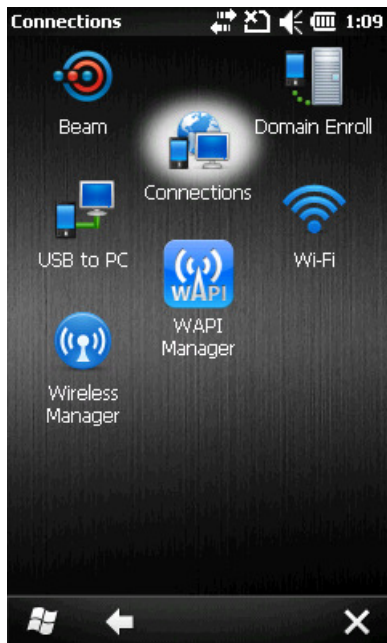 Connections 1:09
Beam
Domain Enroll
Connections
USB to PC
Wi-Fi
WAPI
WAPI
Manager
Wireless
Manager